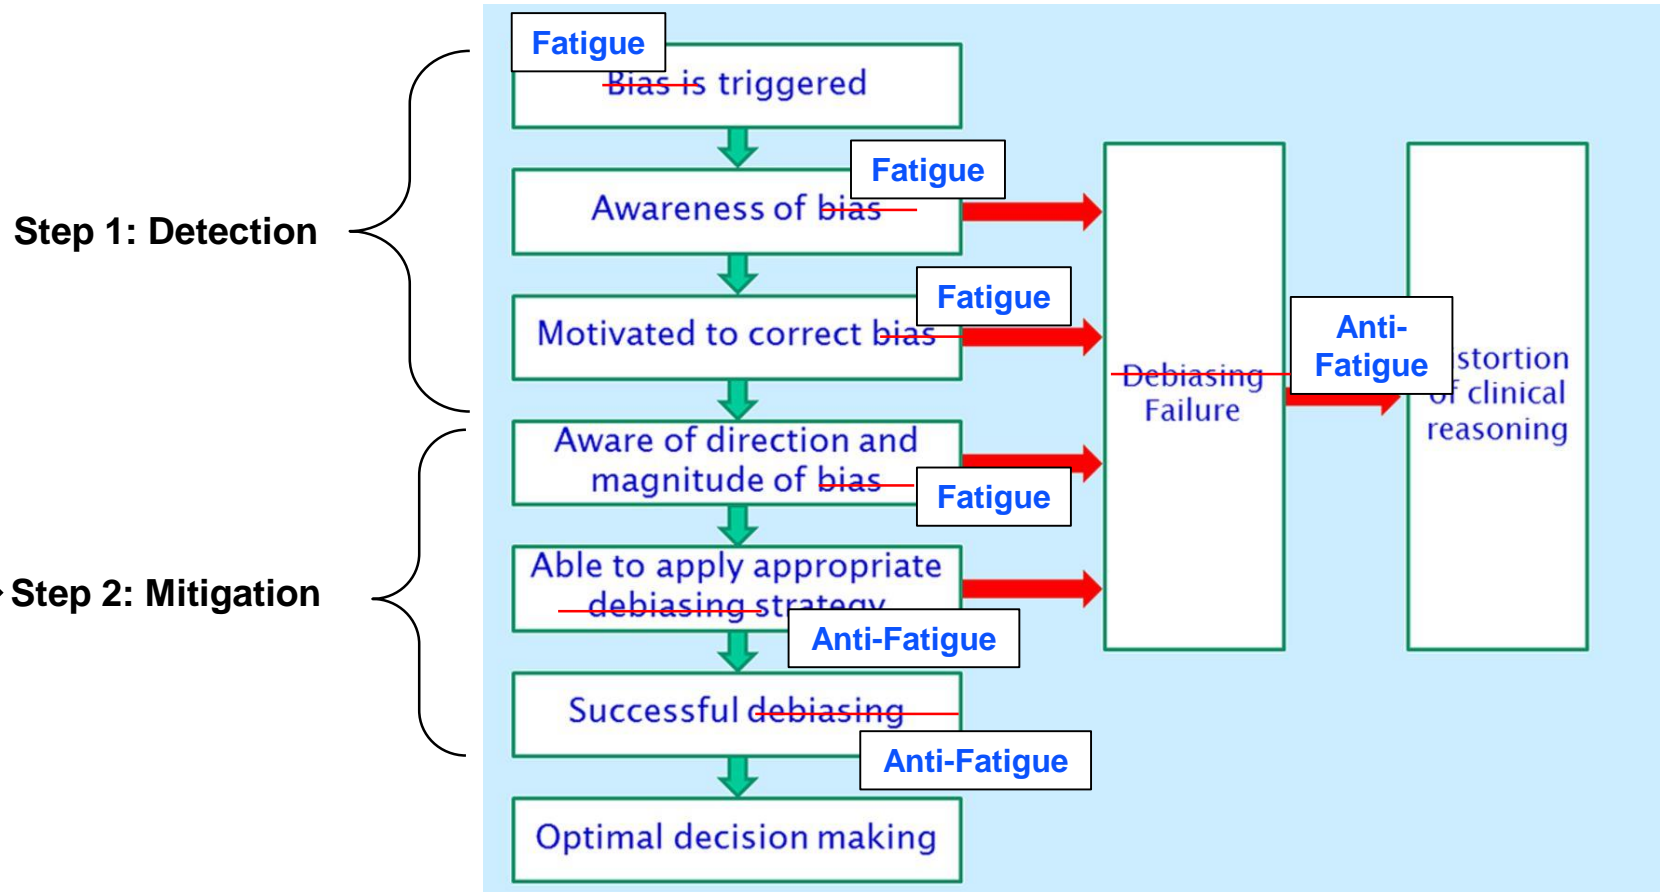 Fatigue
Bias is triggered
Fatigue
Awareness of bias
Step 1: Detection
Fatigue
Motivated to correct bias
Anti-
Fatigue
Debiasing
Failure
of clinical
reasoning
Aware of direction and
magnitude of bias
Fatigue
Able to apply appropriate
debiasing strategy
Step 2: Mitigation
Anti-Fatigue
Successful debiasing
Anti-Fatigue
Optimal decision making